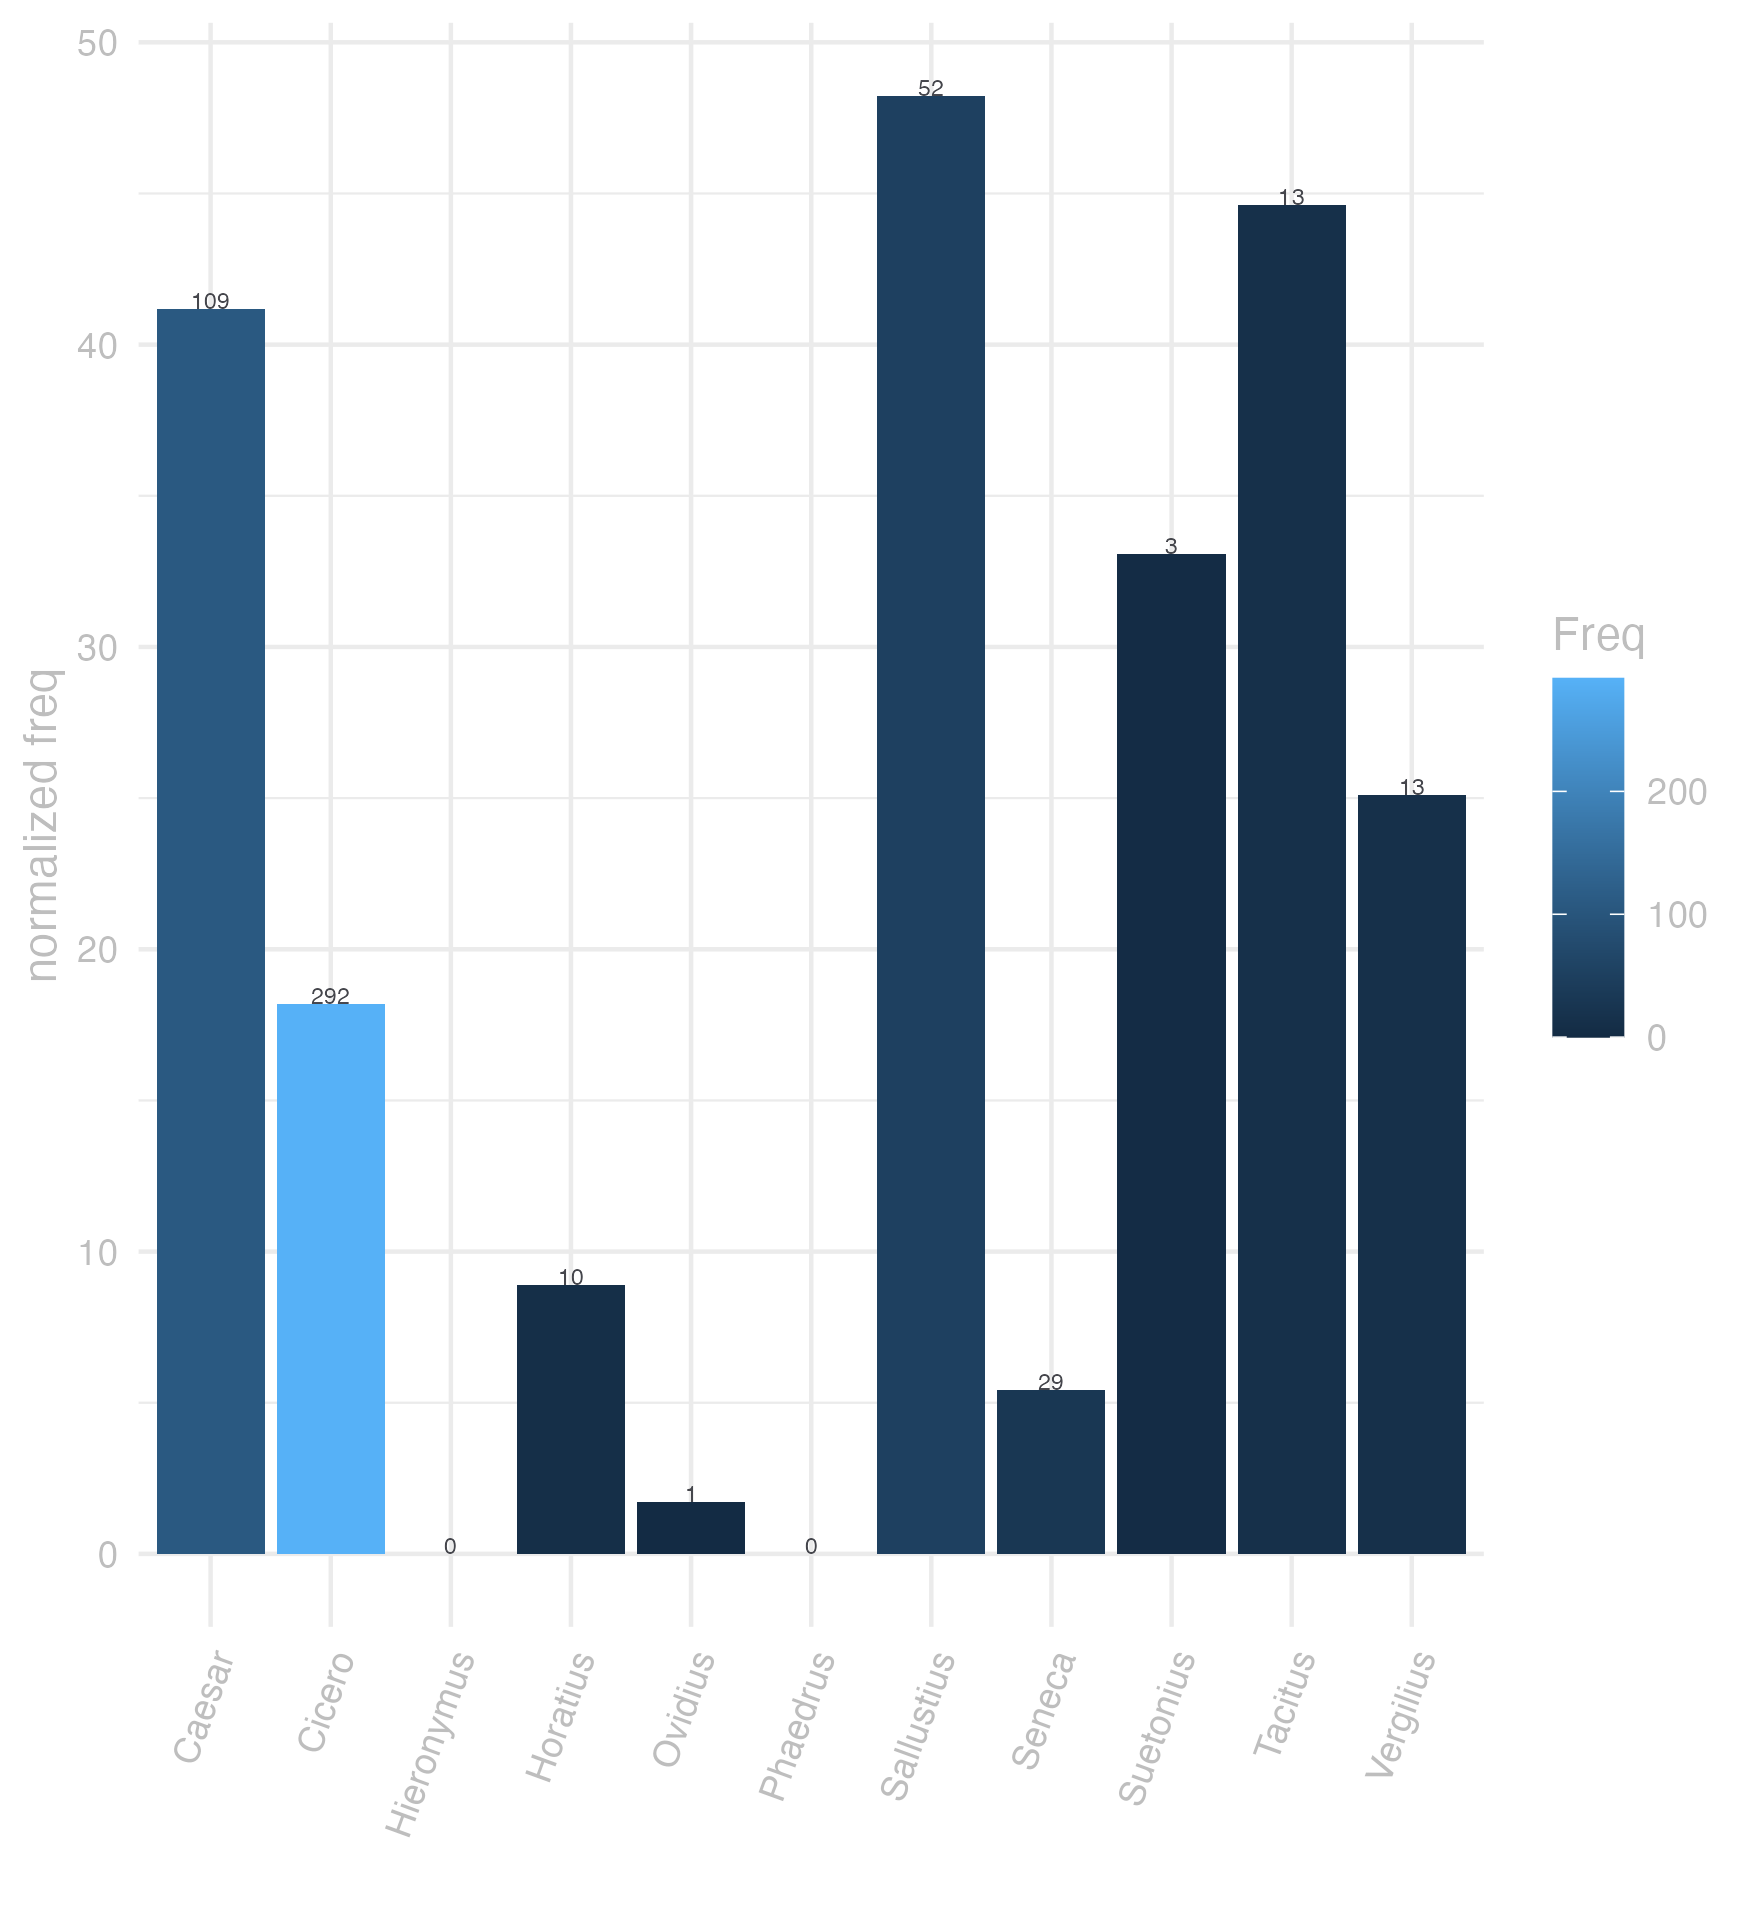 50
40
30
20
10
0
normalized freq
109
292
0
10
1
0
52
29
3
13
13
Caesar
Cicero
Hieronymus
Horatius
Ovidius
Phaedrus
Sallustius
Seneca
Suetonius
Tacitus
Vergilius
Freq
200
100
0